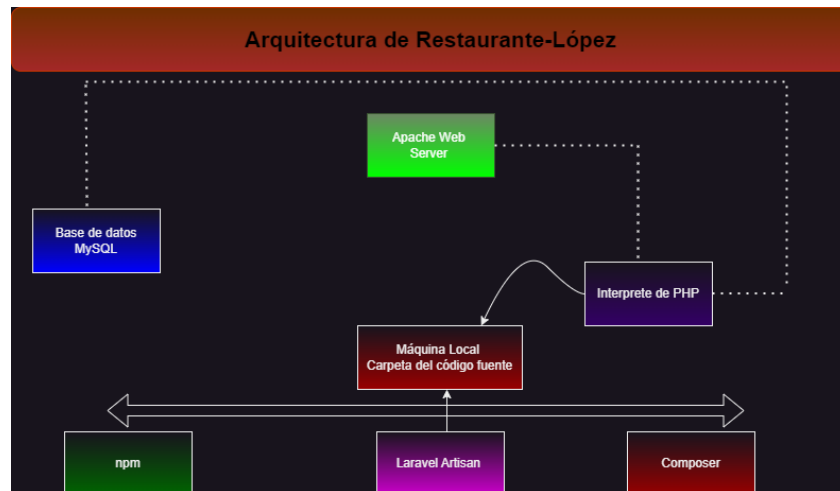 Arquitectura de Restaurante-López
Apache Web
Server
Base de datos
MySQL
Interprete de PHP
Máquina Local
Carpeta del código fuente
npm
Laravel Artisan
Composer